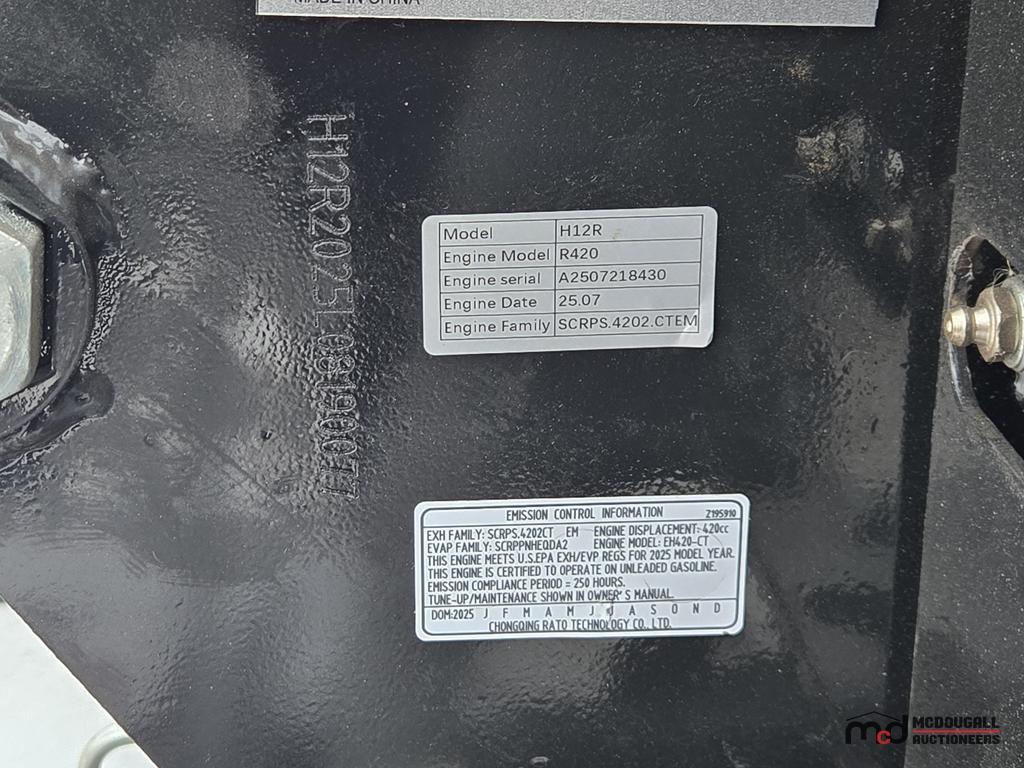 MADE IN CHINA
H12R2025L08190077
Model H12R
Engine Model R420
Engine serial A2507218430
Engine Date 25.07
Engine Family SCRPS.4202.CTEM
EMISSION CONTROL INFORMATION Z195910
EXH FAMILY: SCRPS.4202CT EM ENGINE DISPLACEMENT: 420cc
EVAP FAMILY: SCRPPNHEQDA2 ENGINE MODEL: EH420-CT
THIS ENGINE MEETS U.S.EPA EXH/EVP REGS FOR 2025 MODEL YEAR.
THIS ENGINE IS CERTIFIED TO OPERATE ON UNLEADED GASOLINE.
EMISSION COMPLIANCE PERIOD = 250 HOURS.
TUNE-UP/MAINTENANCE SHOWN IN OWNER'S MANUAL.
DOM:2025 J F M A M J J A S O N D
CHONGQING RATO TECHNOLOGY CO., LTD.
mcd MCDOUGALL
AUCTIONEERS